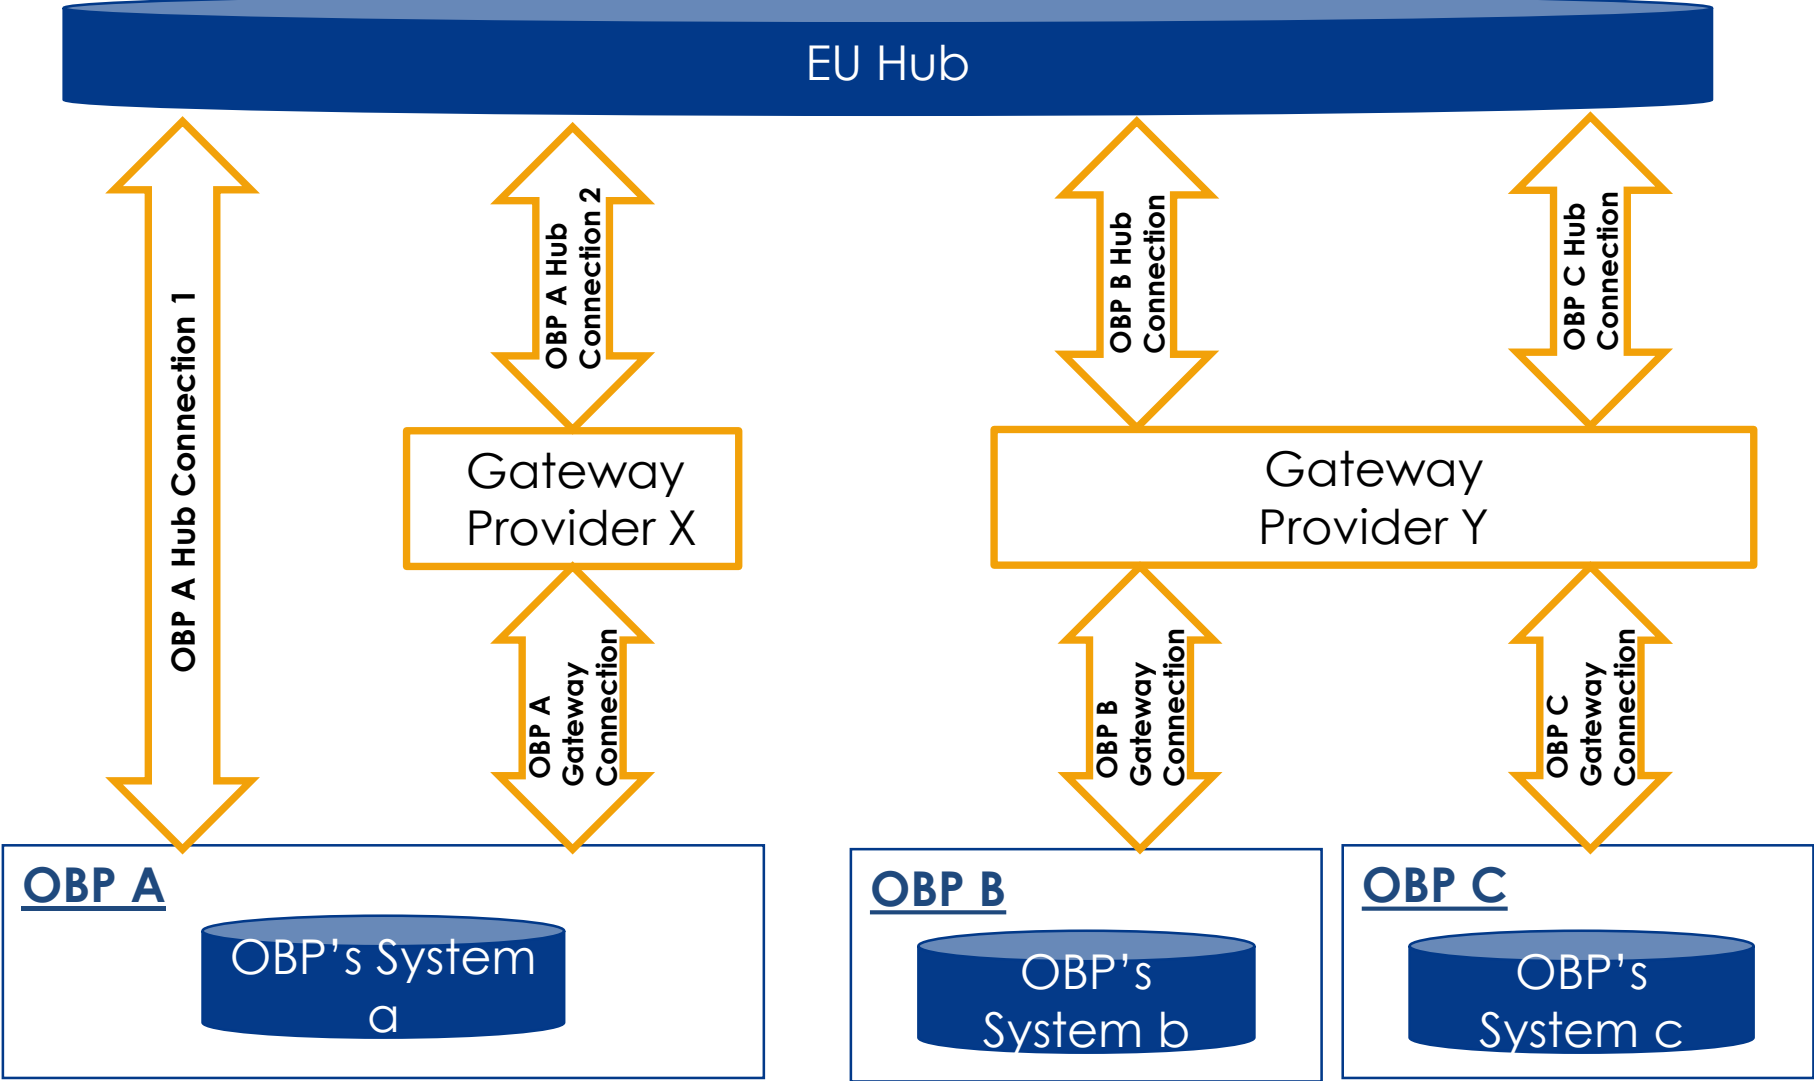 EU Hub
OBP A Hub Connection 1
OBP A Hub
Connection 2
OBP B Hub
Connection
OBP C Hub
Connection
Gateway
Provider X
Gateway
Provider Y
OBP A
Gateway
Connection
OBP B
Gateway
Connection
OBP C
Gateway
Connection
OBP A
OBP's System
a
OBP B
OBP's
System b
OBP C
OBP's
System c